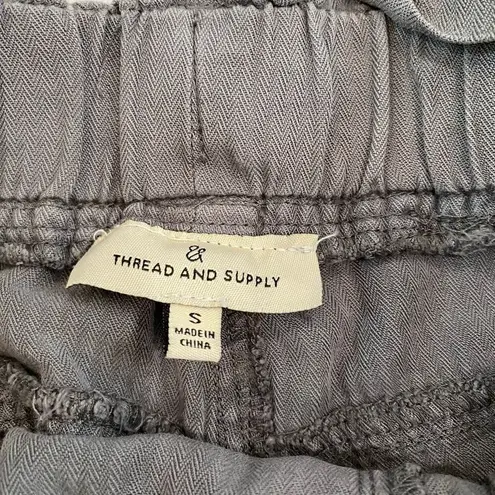 &
THREAD AND SUPPLY
S
MADE IN
CHINA